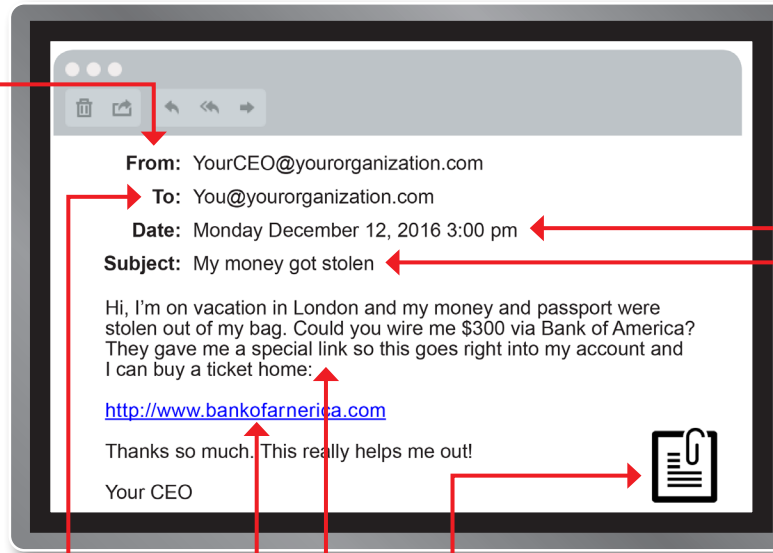 From: YourCEO@yourorganization.com
To: You@yourorganization.com
Date: Monday December 12, 2016 3:00 pm
Subject: My money got stolen
Hi, I'm on vacation in London and my money and passport were
stolen out of my bag. Could you wire me $300 via Bank of America?
They gave me a special link so this goes right into my account and
I can buy a ticket home:
http://www.bankofarnerica.com
Thanks so much. This really helps me out!
Your CEO